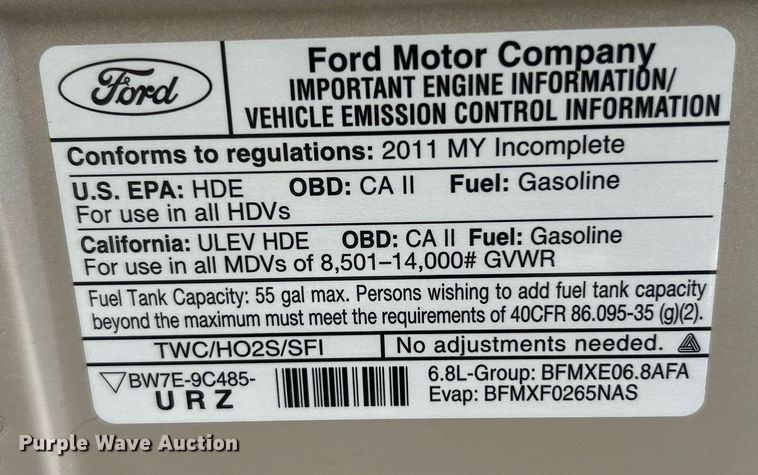 Ford
Ford Motor Company
IMPORTANT ENGINE INFORMATION/
VEHICLE EMISSION CONTROL INFORMATION
Conforms to regulations: 2011 MY Incomplete
U.S. EPA: HDE OBD: CA II Fuel: Gasoline
For use in all HDVs
California: ULEV HDE OBD: CA II Fuel: Gasoline
For use in all MDVs of 8,501–14,000# GVWR
Fuel Tank Capacity: 55 gal max. Persons wishing to add fuel tank capacity
beyond the maximum must meet the requirements of 40CFR 86.095-35 (g)(2).
TWC/HO2S/SFI
No adjustments needed.
BW7E-9C485-
U R Z
6.8L-Group: BFMXE06.8AFA
Evap: BFMXF0265NAS
Purple Wave Auction